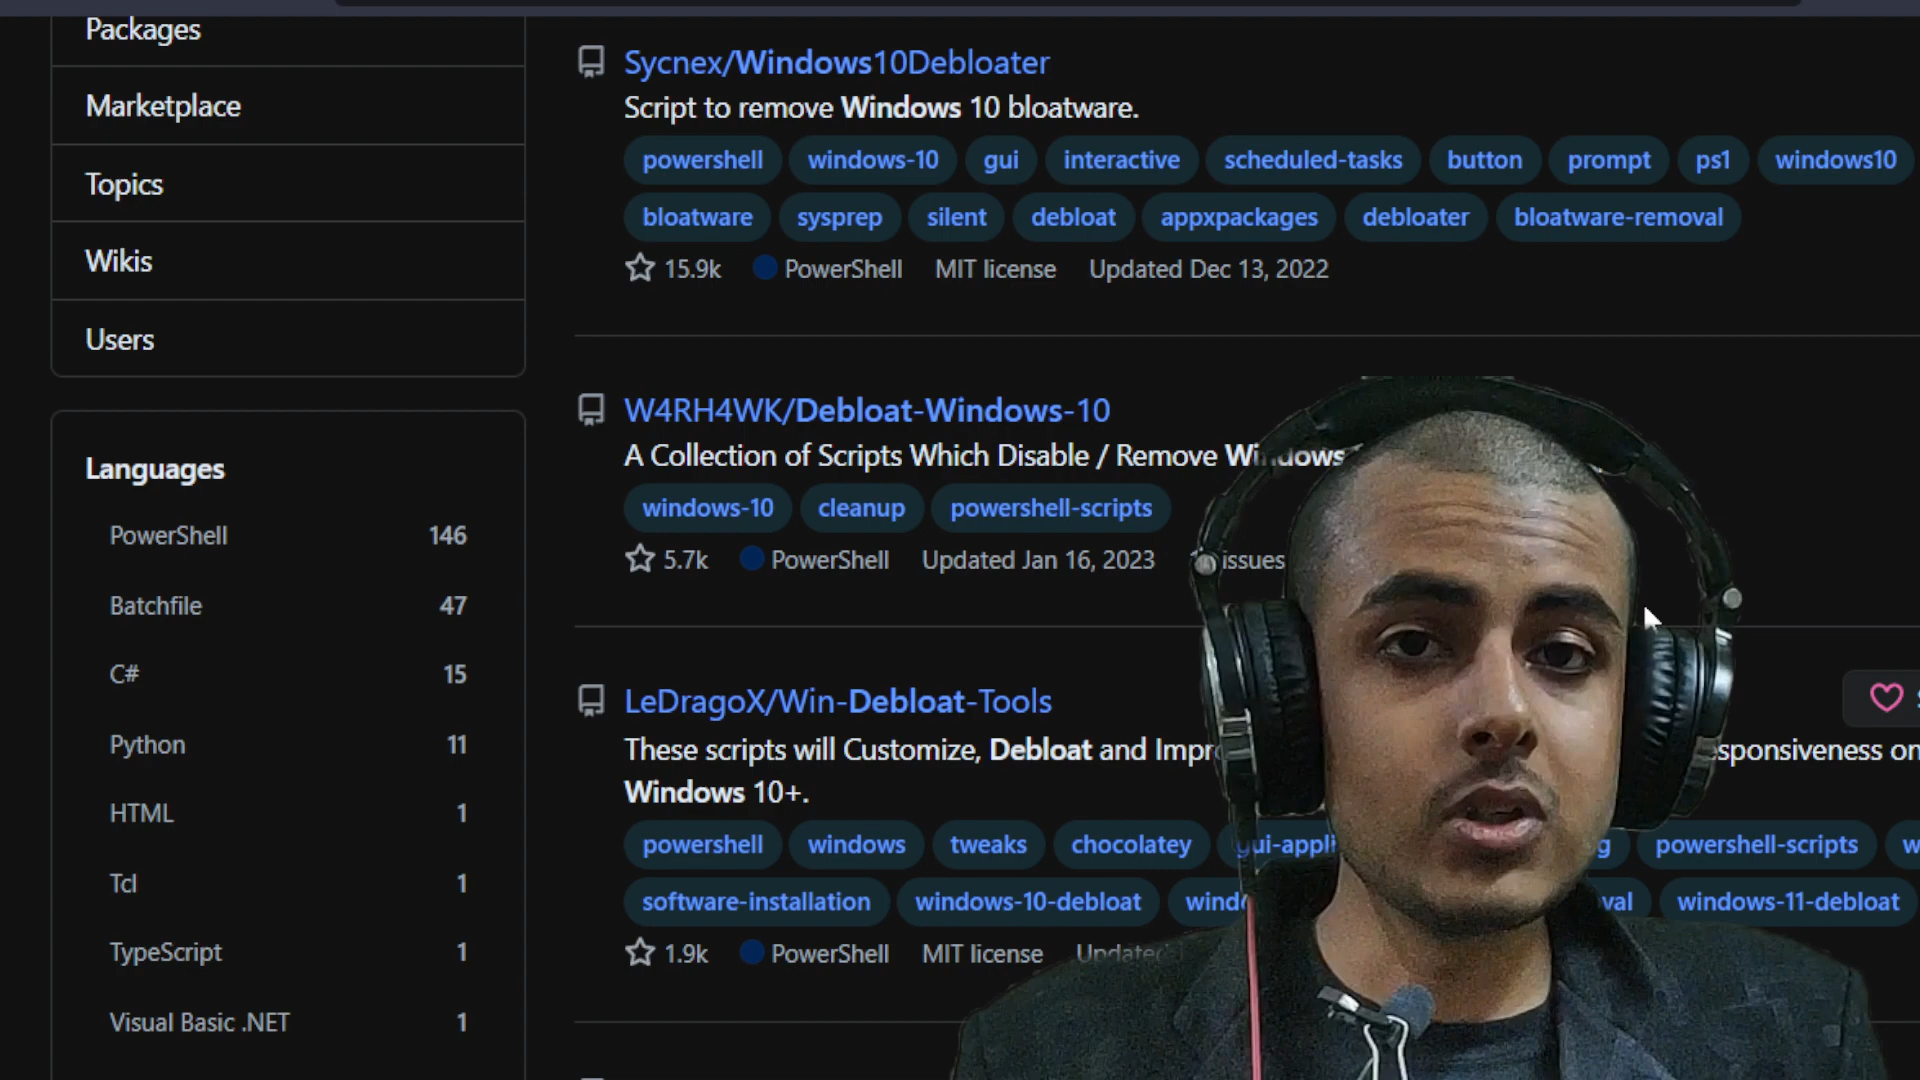 Packages
Marketplace
Topics
Wikis
Users
Languages
PowerShell 146
Batchfile 47
C# 15
Python 11
HTML 1
Tcl 1
TypeScript 1
Visual Basic .NET 1
Sycnex/Windows10Debloater
Script to remove Windows 10 bloatware.
powershell windows-10 gui interactive scheduled-tasks button prompt ps1 windows10
bloatware sysprep silent debloat appxpackages debloater bloatware-removal
15.9k PowerShell MIT license Updated Dec 13, 2022
W4RH4WK/Debloat-Windows-10
A Collection of Scripts Which Disable / Remove Windows
windows-10 cleanup powershell-scripts
5.7k PowerShell Updated Jan 16, 2023 issues
LeDragoX/Win-Debloat-Tools
These scripts will Customize, Debloat and
Windows 10+.
powershell windows tweaks chocolatey powershell-scripts
software-installation windows-10-debloat windows-11-debloat
1.9k PowerShell MIT license Updated